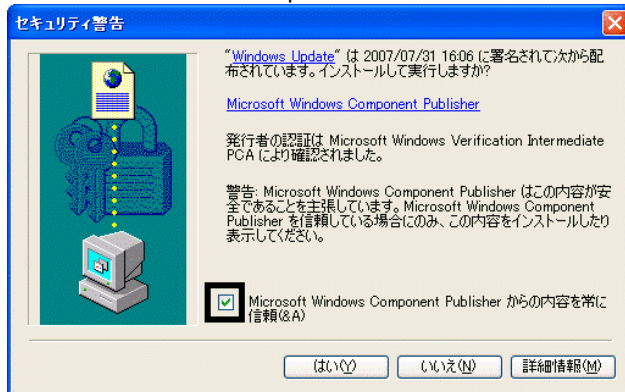 セキュリティ警告
"Windows Update" は 2007/07/31 16:06 に署名されて次から配
布されています。インストールして実行しますか?
Microsoft Windows Component Publisher
発行者の認証は Microsoft Windows Verification Intermediate
PCA により確認されました。
警告: Microsoft Windows Component Publisher はこの内容が安
全であることを主張しています。Microsoft Windows Component
Publisher を信頼している場合にのみ、この内容をインストールしたり
表示してください。
Microsoft Windows Component Publisher からの内容を常に
信頼(&A)
はい(Y) いいえ(N) 詳細情報(M)